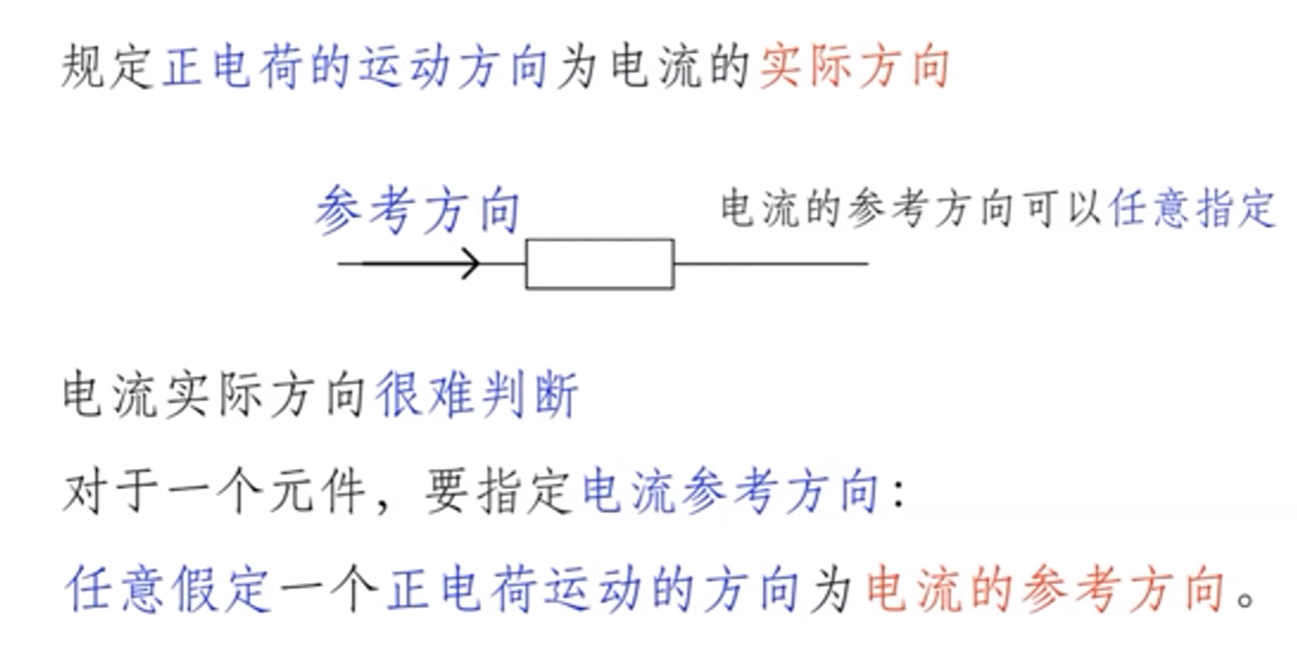 规定正电荷的运动方向为电流的实际方向
参考方向
电流的参考方向可以任意指定
电流实际方向很难判断
对于一个元件，要指定电流参考方向：
任意假定一个正电荷运动的方向为电流的参考方向。